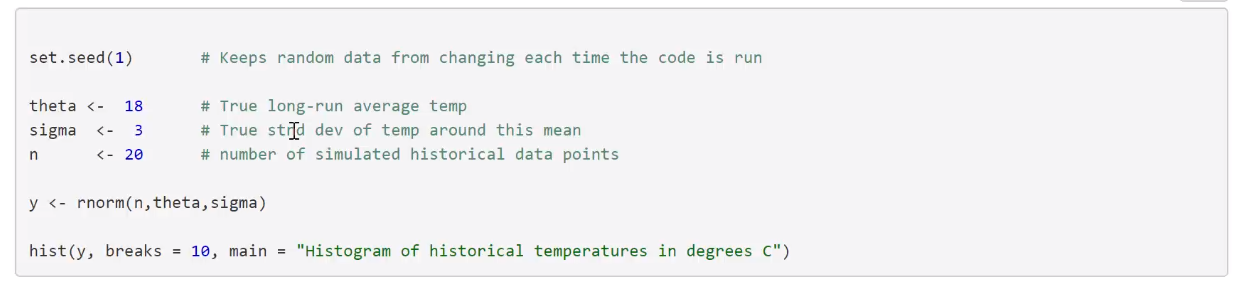 set.seed(1) # Keeps random data from changing each time the code is run
theta <- 18 # True long-run average temp
sigma <- 3 # True strd dev of temp around this mean
n <- 20 # number of simulated historical data points
y <- rnorm(n,theta,sigma)
hist(y, breaks = 10, main = "Histogram of historical temperatures in degrees C")